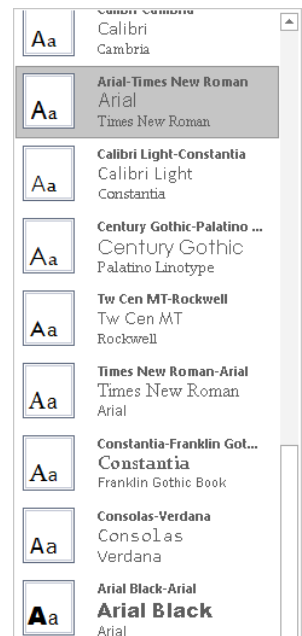 Calibri-Cambria
Calibri
Cambria
Aa
Arial-Times New Roman
Arial
Times New Roman
Aa
Calibri Light-Constantia
Calibri Light
Constantia
Aa
Century Gothic-Palatino ...
Century Gothic
Palatino Linotype
Aa
Tw Cen MT-Rockwell
Tw Cen MT
Rockwell
Aa
Times New Roman-Arial
Times New Roman
Arial
Aa
Constantia-Franklin Got...
Constantia
Franklin Gothic Book
Aa
Consolas-Verdana
Consolas
Verdana
Aa
Arial Black-Arial
Arial Black
Arial
Aa